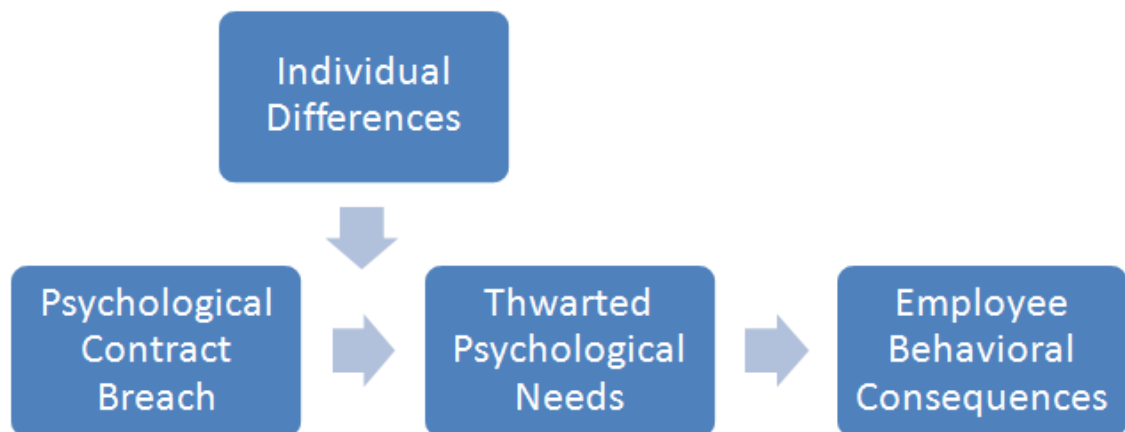 Individual
Differences
Psychological
Contract
Breach
Thwarted
Psychological
Needs
Employee
Behavioral
Consequences